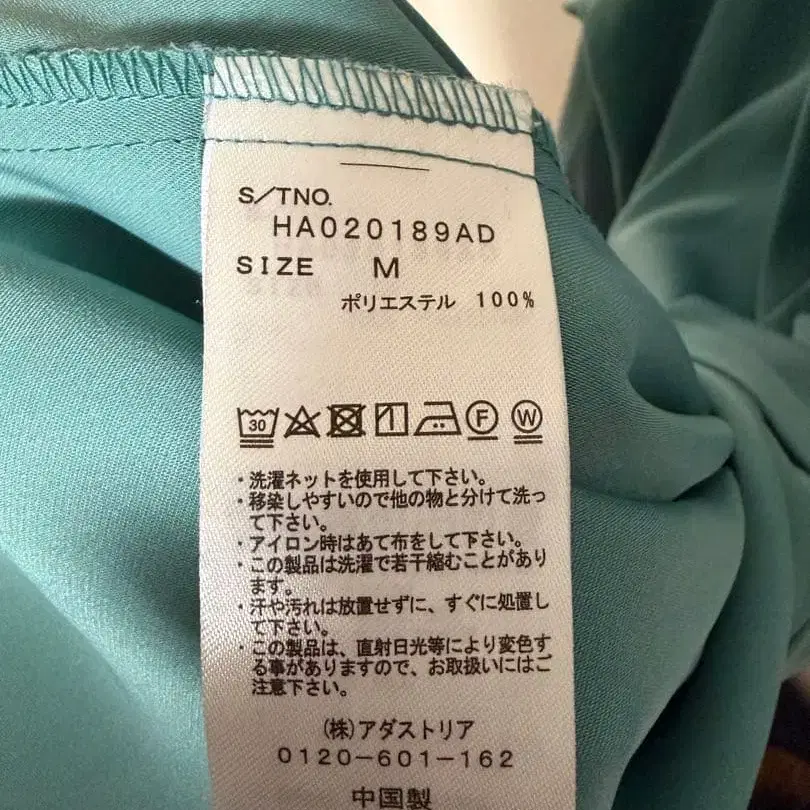 S/TNO.
HA020189AD
SIZE M
ポリエステル 100%
30 F W
・洗濯ネットを使用して下さい。
・移染しやすいので他の物と分けて洗っ
て下さい。
・アイロン時はあて布をして下さい。
・この製品は洗濯で若干縮むことがあり
ます。
・汗や汚れは放置せずに、すぐに処置し
て下さい。
・この製品は、直射日光等により変色す
る事がありますので、お取扱いにはご
注意下さい。
(株)アダストリア
0120-601-162
中国製